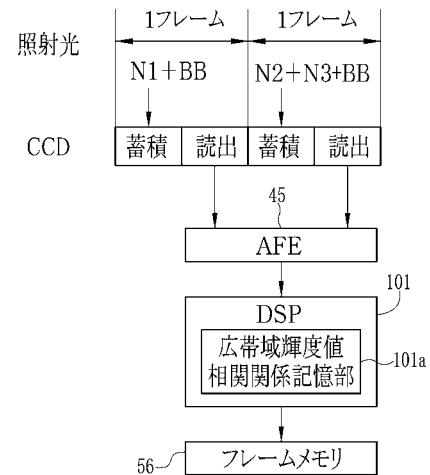 1フレーム 1フレーム
照射光
N1+BB N2+N3+BB
CCD 蓄積 読出 蓄積 読出
45
AFE
101
DSP
広帯域輝度値
相関関係記憶部
101a
56
フレームメモリ